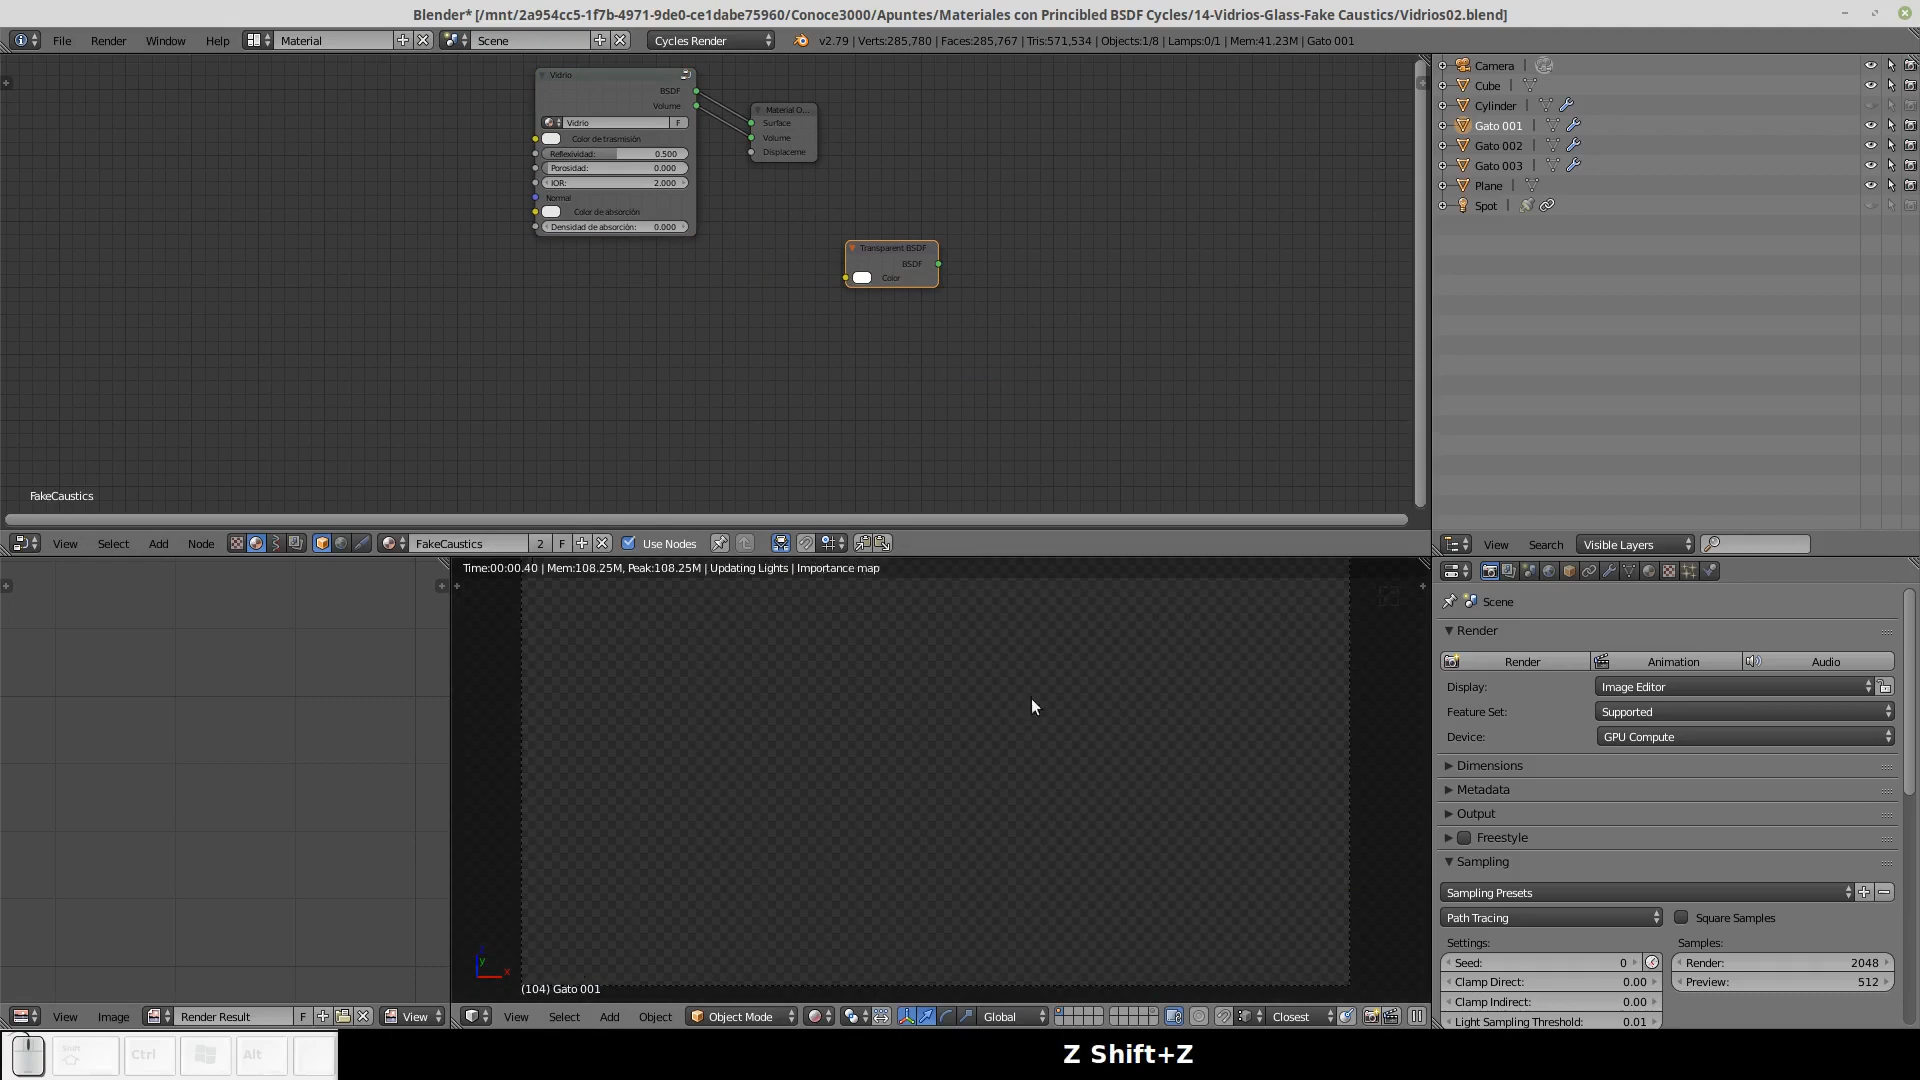 Blender* [/mnt/2a954cc5-1f7b-4971-9de0-ce1dabe75960/Conoce3000/Apuntes/Materiales con Princibled BSDF Cycles/14-Vidrios-Glass-Fake Caustics/Vidrios02.blend]
File Render Window Help Material Scene Cycles Render v2.79 | Verts:285,780 | Faces:285,767 | Tris:571,534 | Objects:1/8 | Lamps:0/1 | Mem:41.23M | Gato 001
Vidrio
BSDF
Volume
Vidrio F
Color de trasmisión
Reflexividad: 0.500
Porosidad: 0.000
IOR: 2.000
Normal
Color de absorción
Densidad de absorción: 0.000
Material O...
Surface
Volume
Displaceme
Transparent BSDF
BSDF
Color
FakeCaustics
View Select Add Node FakeCaustics 2 F Use Nodes
Camera
Cube
Cylinder
Gato 001
Gato 002
Gato 003
Plane
Spot
View Search Visible Layers
Time:00:00.40 | Mem:108.25M, Peak:108.25M | Updating Lights | Importance map
y
x
(104) Gato 001
View Image Render Result F View
View Select Add Object Object Mode Global Closest
Scene
Render
Render Animation Audio
Display: Image Editor
Feature Set: Supported
Device: GPU Compute
Dimensions
Metadata
Output
Freestyle
Sampling
Sampling Presets
Path Tracing Square Samples
Settings: Samples:
Seed: 0 Render: 2048
Clamp Direct: 0.00 Preview: 512
Clamp Indirect: 0.00
Light Sampling Threshold: 0.01
Shift Ctrl Alt
Z Shift+Z